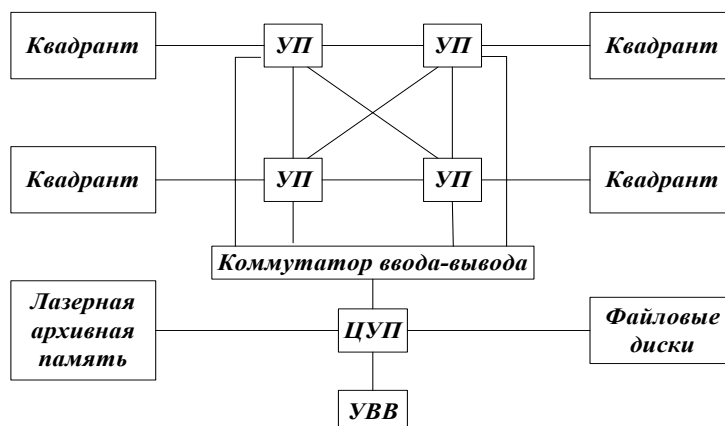 Квадрант
УП
УП
Квадрант
Квадрант
УП
УП
Квадрант
Коммутатор ввода-вывода
Лазерная
архивная
память
ЦУП
Файловые
диски
УВВ